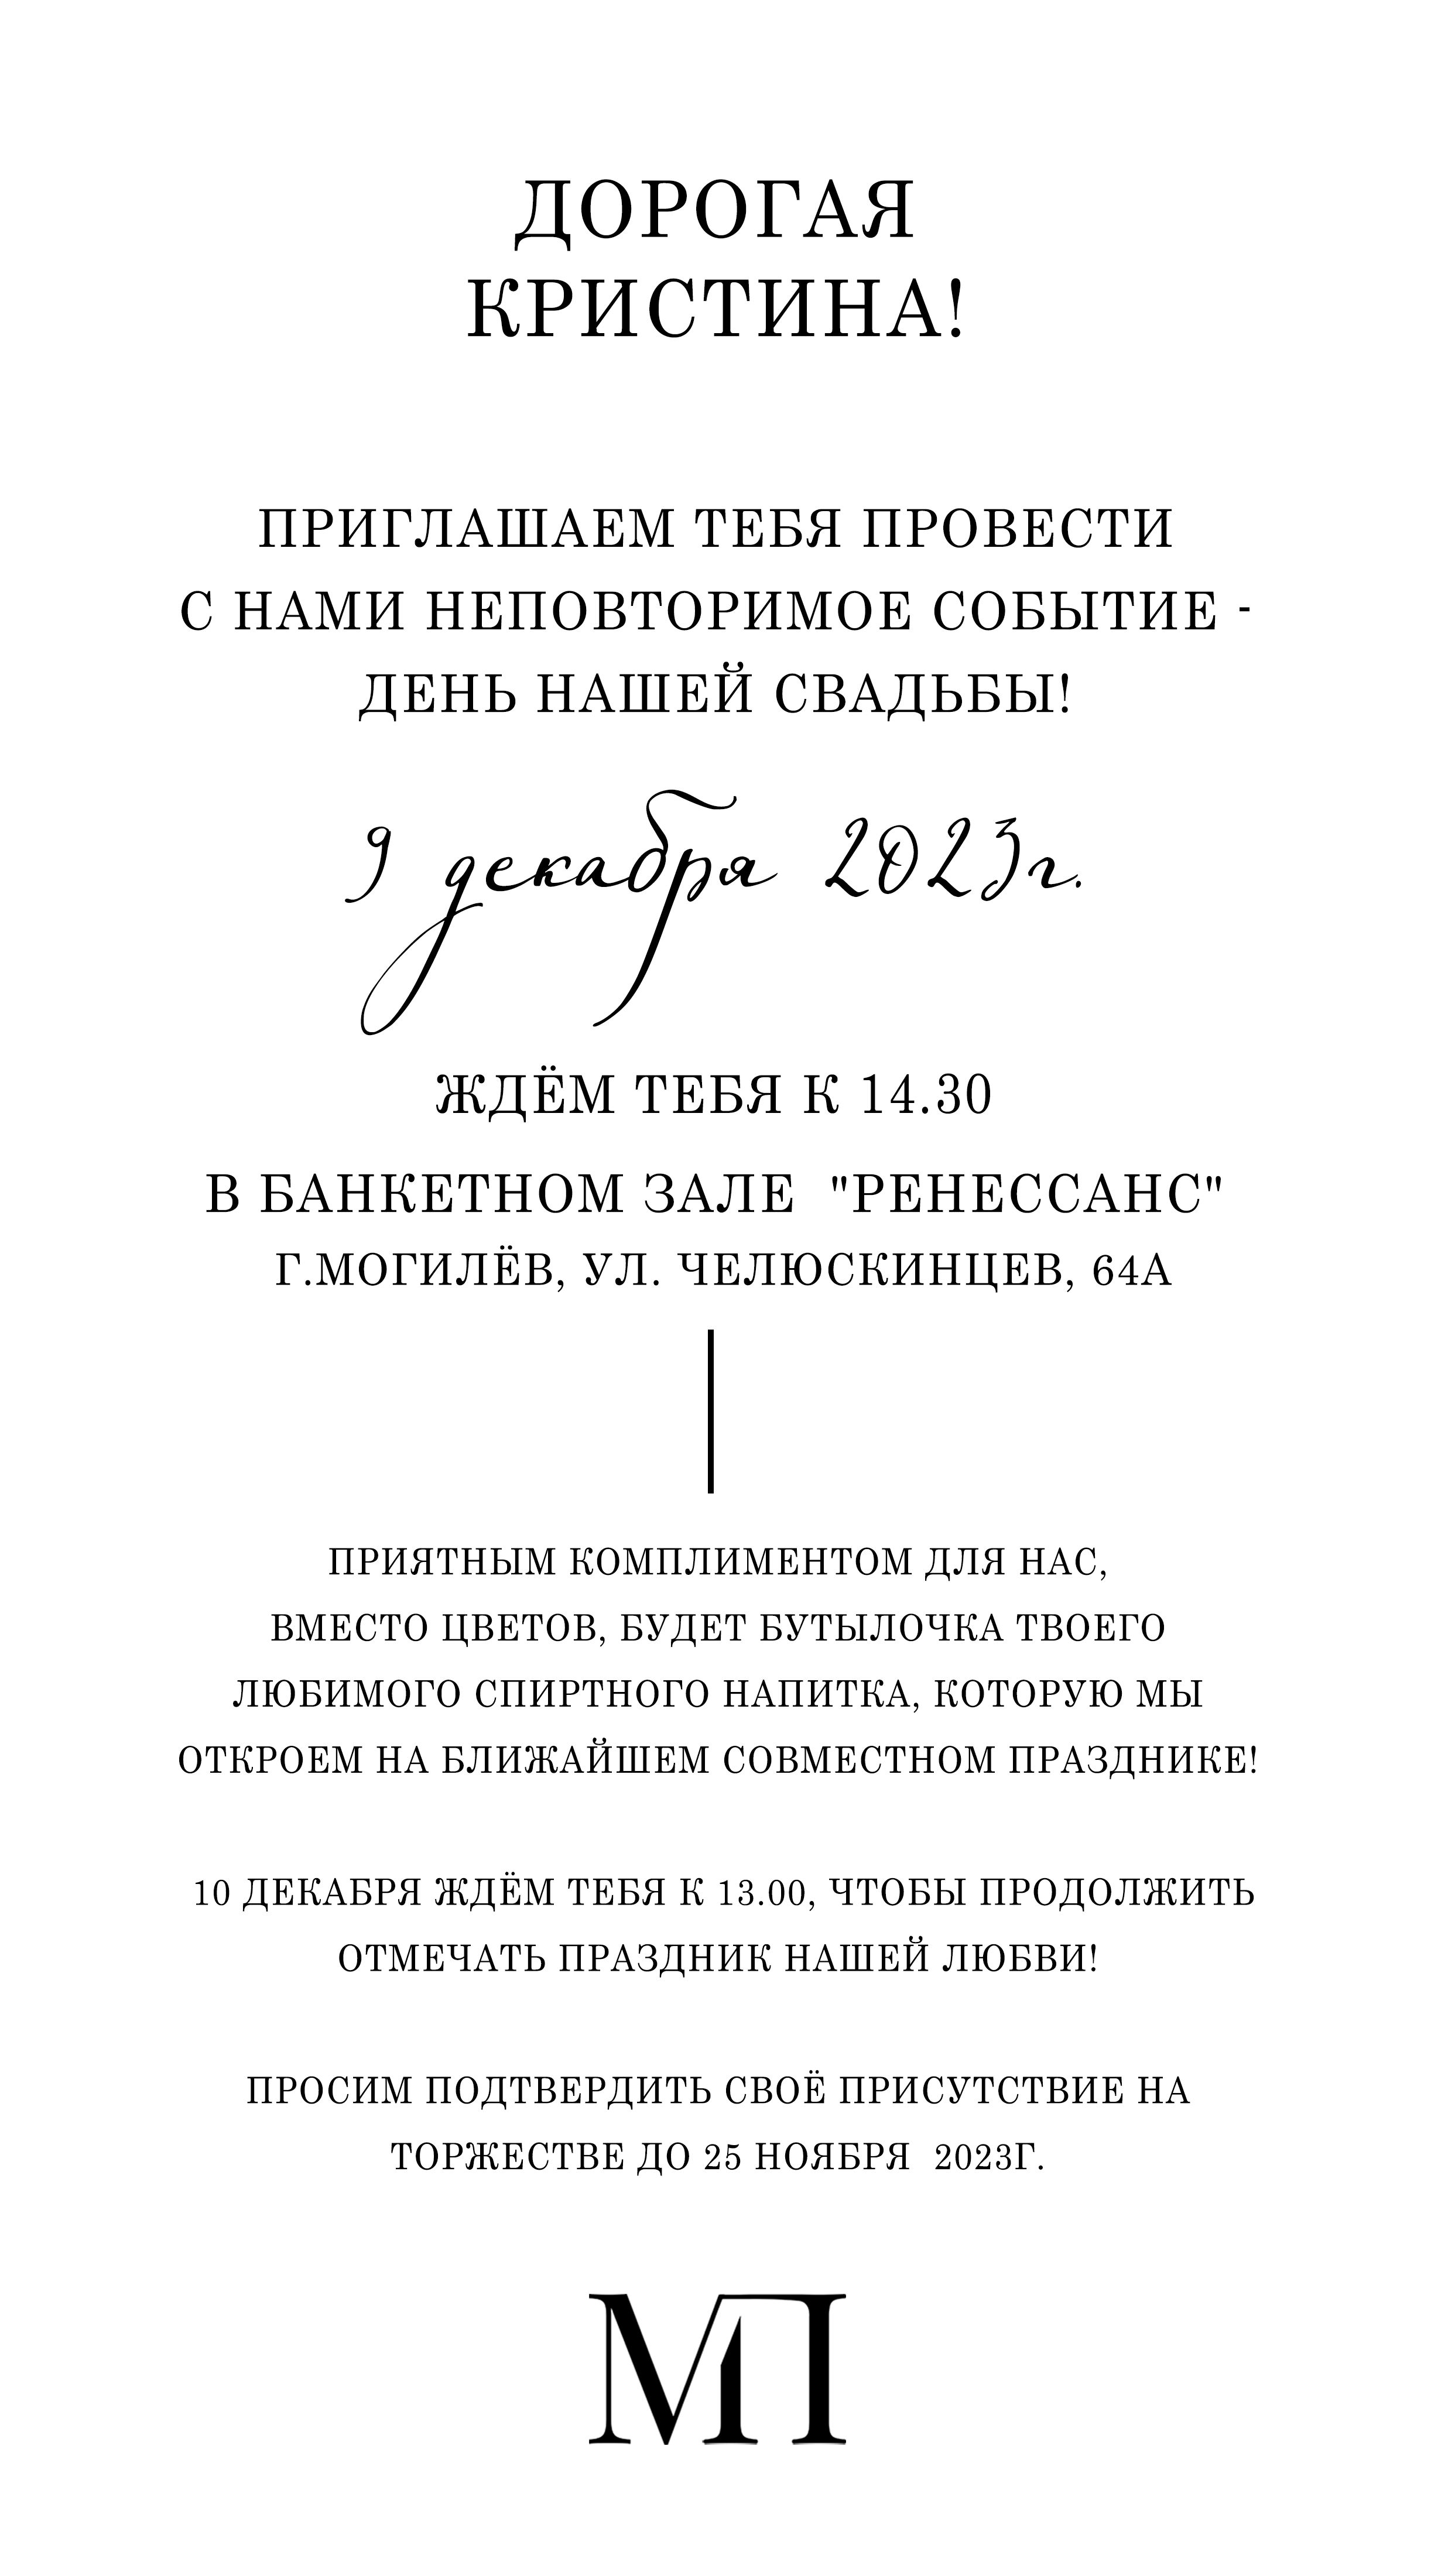 ДОРОГАЯ
КРИСТИНА!
ПРИГЛАШАЕМ ТЕБЯ ПРОВЕСТИ
С НАМИ НЕПОВТОРИМОЕ СОБЫТИЕ -
ДЕНЬ НАШЕЙ СВАДЬБЫ!
9 декабря 2023г.
ЖДЁМ ТЕБЯ К 14.30
В БАНКЕТНОМ ЗАЛЕ "РЕНЕССАНС"
Г.МОГИЛЁВ, УЛ. ЧЕЛЮСКИНЦЕВ, 64А
ПРИЯТНЫМ КОМПЛИМЕНТОМ ДЛЯ НАС,
ВМЕСТО ЦВЕТОВ, БУДЕТ БУТЫЛОЧКА ТВОЕГО
ЛЮБИМОГО СПИРТНОГО НАПИТКА, КОТОРУЮ МЫ
ОТКРОЕМ НА БЛИЖАЙШЕМ СОВМЕСТНОМ ПРАЗДНИКЕ!
10 ДЕКАБРЯ ЖДЁМ ТЕБЯ К 13.00, ЧТОБЫ ПРОДОЛЖИТЬ
ОТМЕЧАТЬ ПРАЗДНИК НАШЕЙ ЛЮБВИ!
ПРОСИМ ПОДТВЕРДИТЬ СВОЁ ПРИСУТСТВИЕ НА
ТОРЖЕСТВЕ ДО 25 НОЯБРЯ 2023Г.
МП